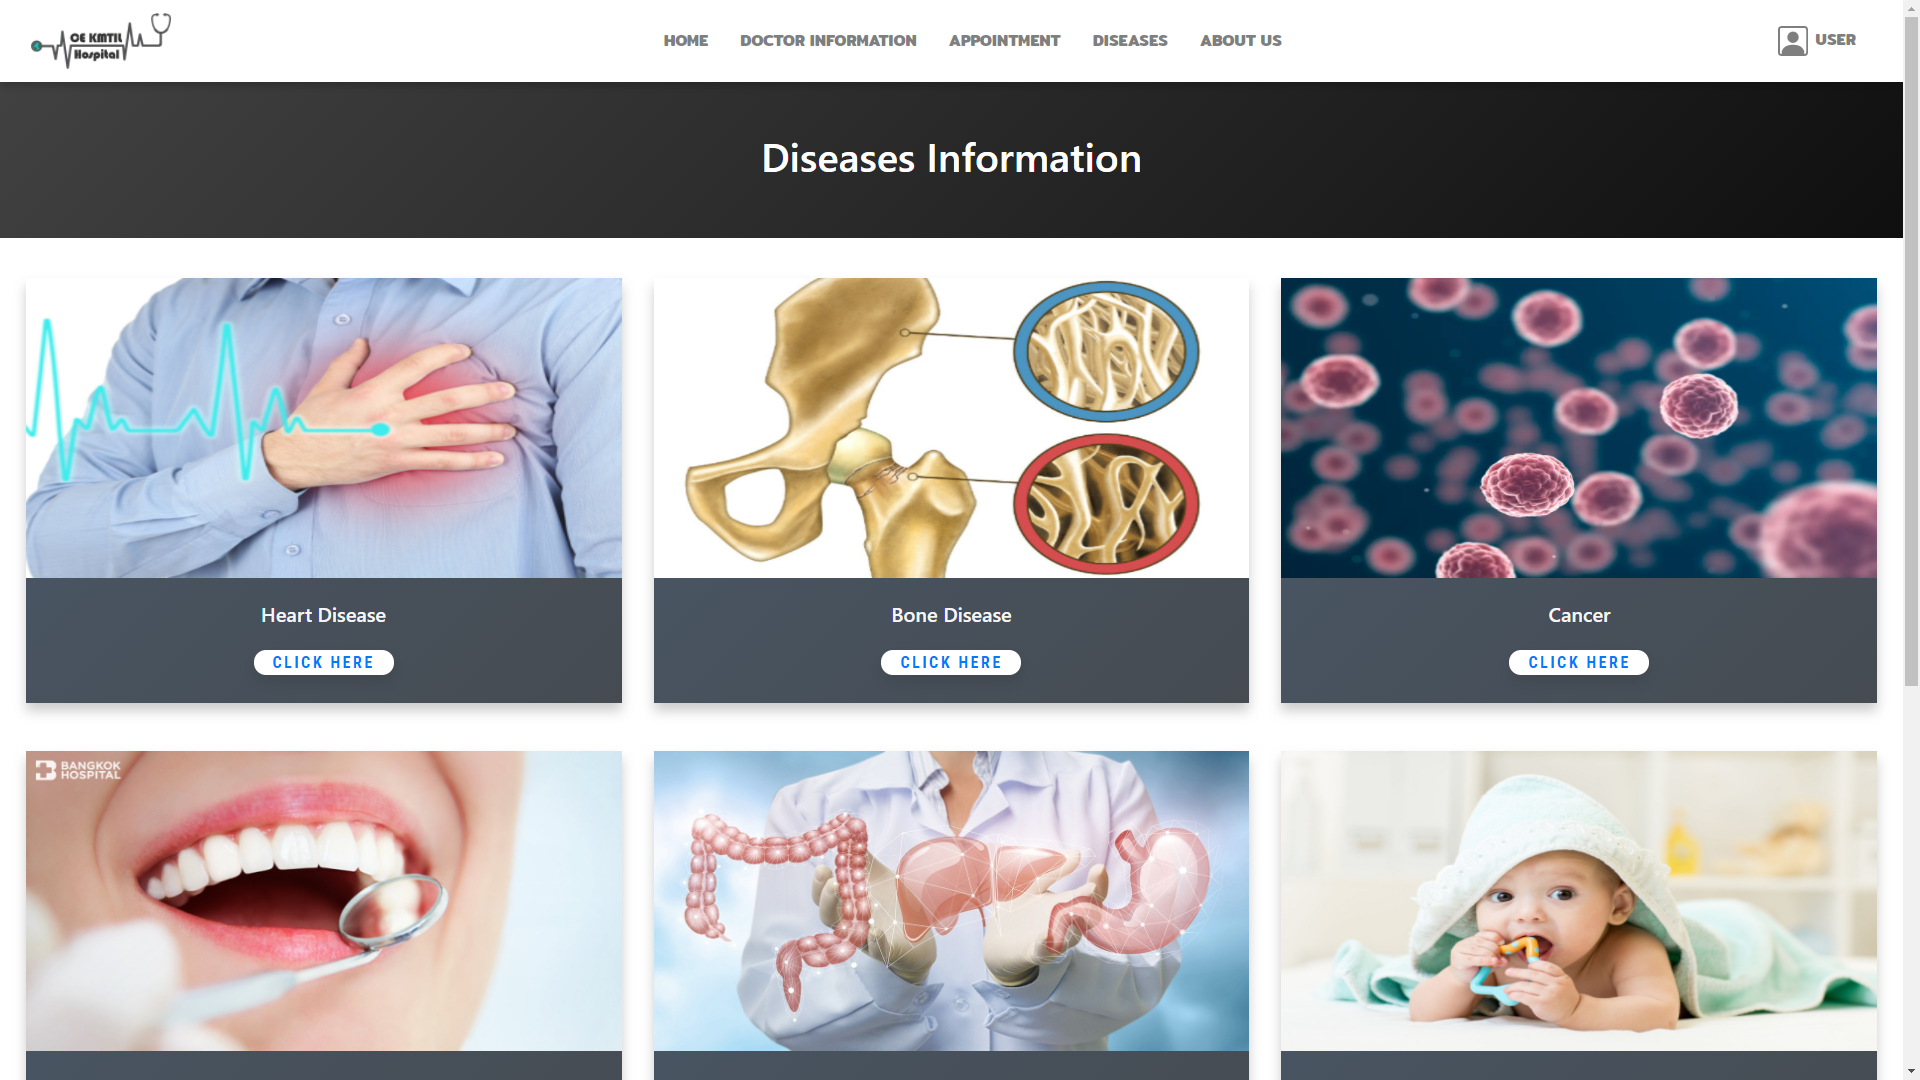 CE KMTIL
Hospital
HOME
DOCTOR INFORMATION
APPOINTMENT
DISEASES
ABOUT US
USER
Diseases Information
Heart Disease
Bone Disease
Cancer
CLICK HERE
CLICK HERE
CLICK HERE
BANGKOK
HOSPITAL